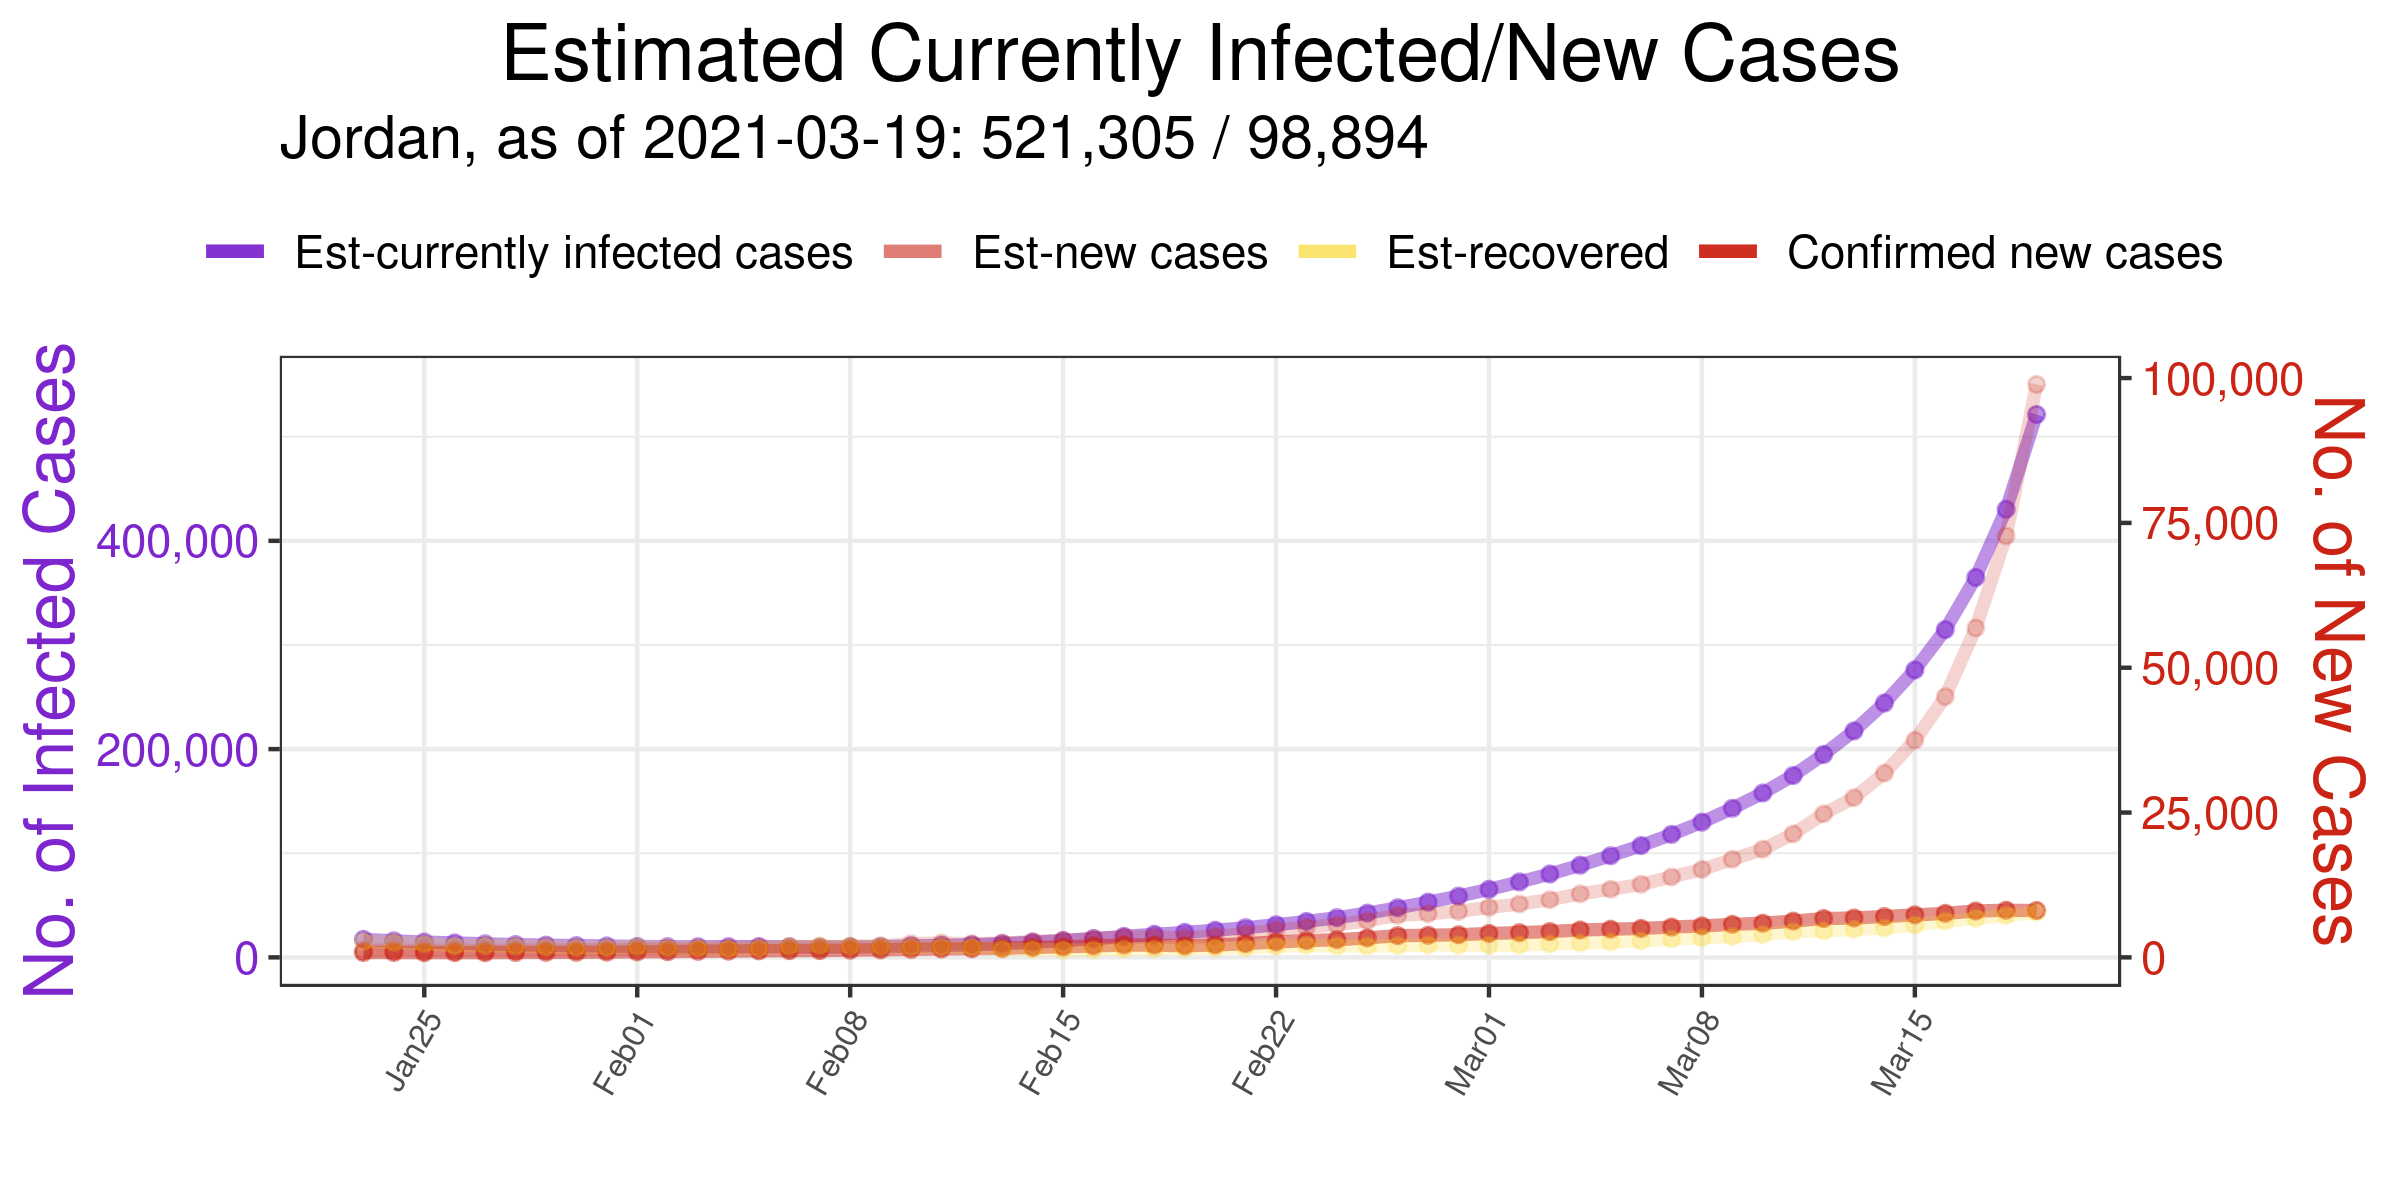 Estimated Currently Infected/New Cases
Jordan, as of 2021-03-19: 521,305 / 98,894
Est-currently infected cases Est-new cases Est-recovered Confirmed new cases
No. of Infected Cases
400,000
200,000
0
100,000
75,000
50,000
25,000
0
No. of New Cases
Jan25 Feb01 Feb08 Feb15 Feb22 Mar01 Mar08 Mar15